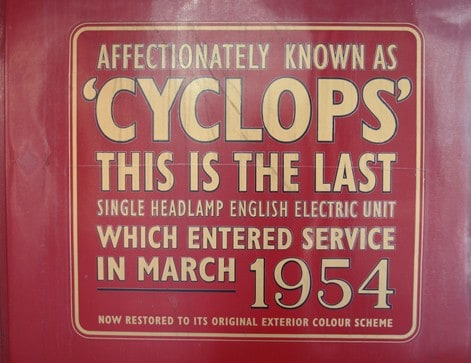 AFFECTIONATELY KNOWN AS
'CYCLOPS'
THIS IS THE LAST
SINGLE HEADLAMP ENGLISH ELECTRIC UNIT
WHICH ENTERED SERVICE
IN MARCH 1954
NOW RESTORED TO ITS ORIGINAL EXTERIOR COLOUR SCHEME